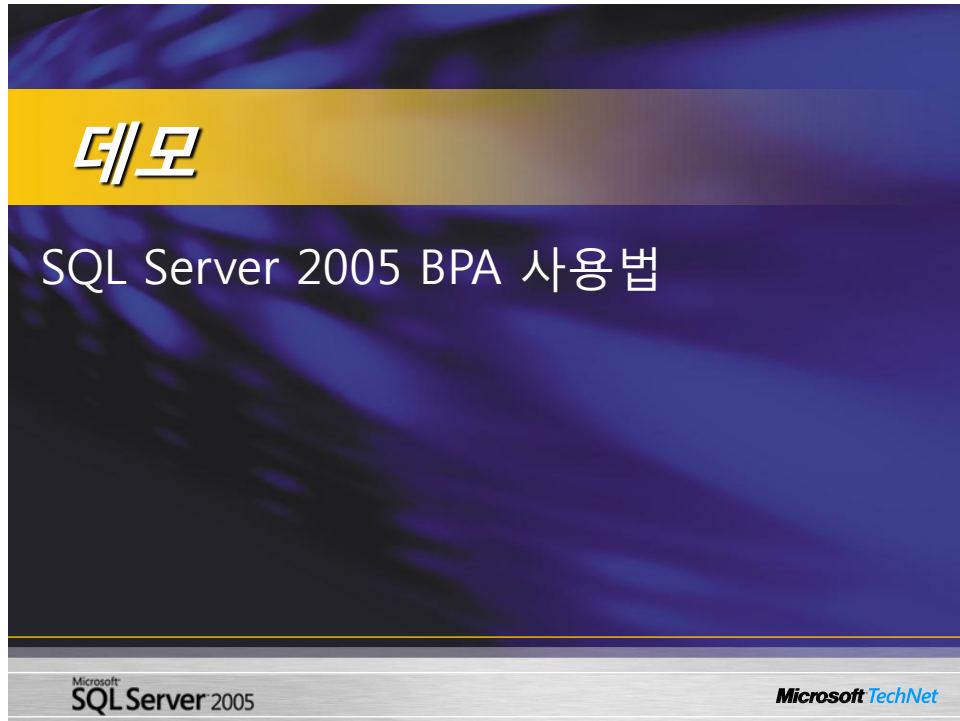 데모
SQL Server 2005 BPA 사용법
Microsoft
SQL Server 2005
Microsoft TechNet